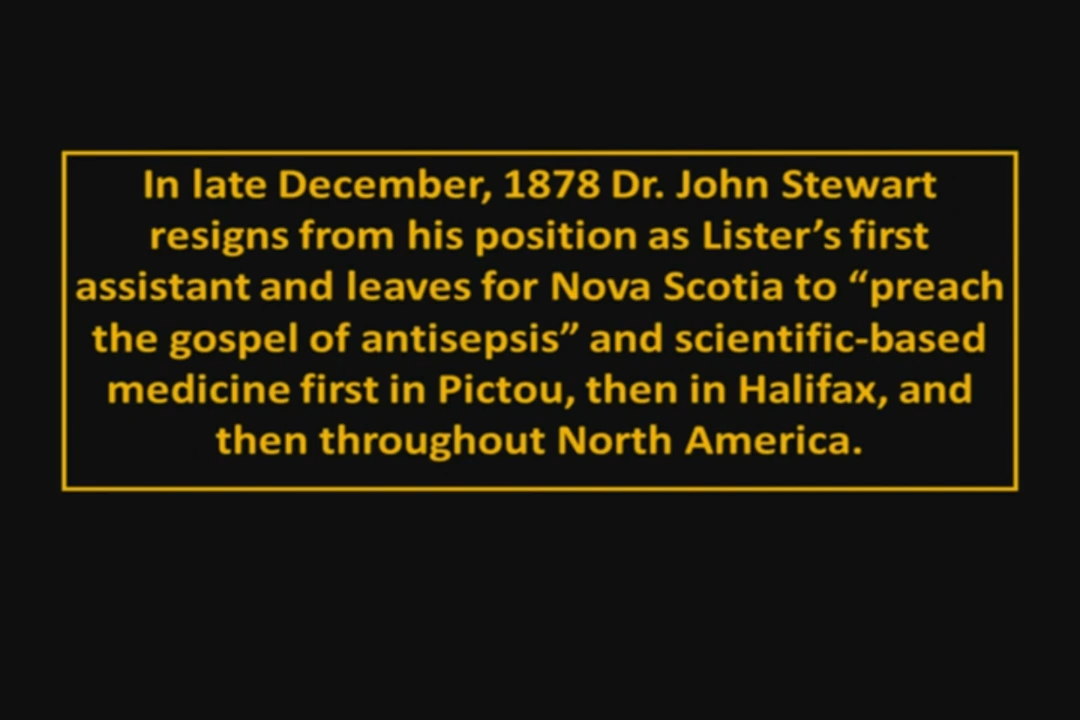 In late December, 1878 Dr. John Stewart
resigns from his position as Lister’s first
assistant and leaves for Nova Scotia to “preach
the gospel of antisepsis” and scientific-based
medicine first in Pictou, then in Halifax, and
then throughout North America.